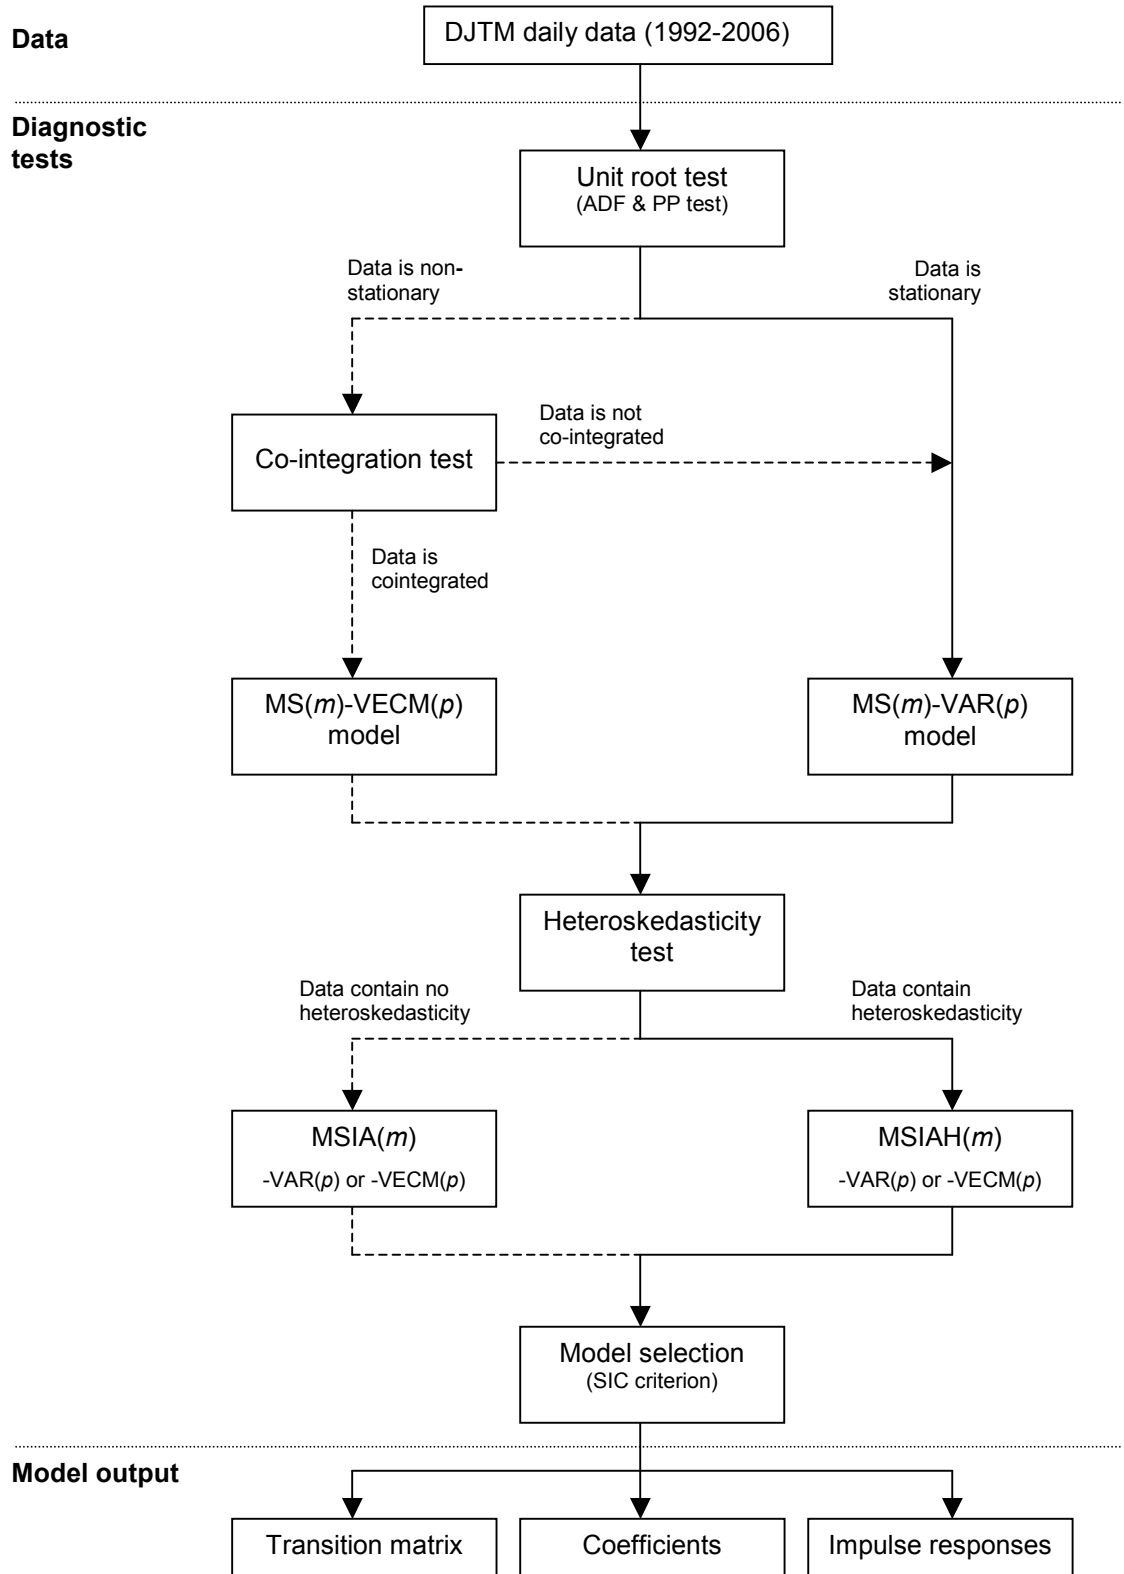 Data
DJTM daily data (1992-2006)
Diagnostic
tests
Unit root test
(ADF & PP test)
Data is non-
stationary
Data is
stationary
Data is not
co-integrated
Co-integration test
Data is
cointegrated
MS(m)-VECM(p)
model
MS(m)-VAR(p)
model
Heteroskedasticity
test
Data contain no
heteroskedasticity
Data contain
heteroskedasticity
MSIA(m)
-VAR(p) or -VECM(p)
MSIAH(m)
-VAR(p) or -VECM(p)
Model selection
(SIC criterion)
Model output
Transition matrix
Coefficients
Impulse responses